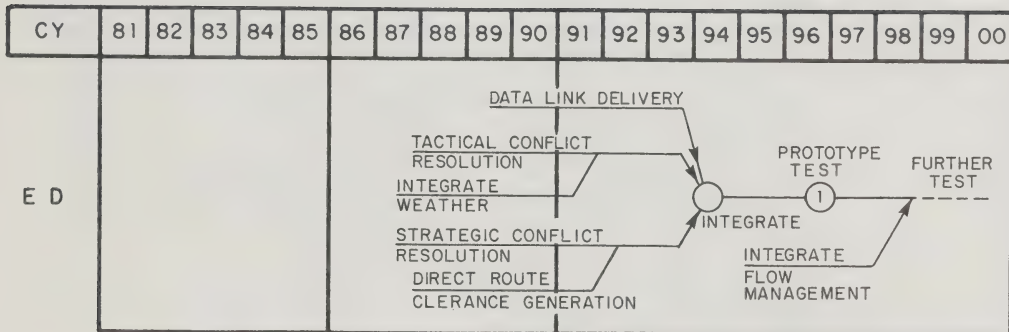 CY 81 82 83 84 85 86 87 88 89 90 91 92 93 94 95 96 97 98 99 00
ED
DATA LINK DELIVERY
TACTICAL CONFLICT
RESOLUTION
INTEGRATE
WEATHER
STRATEGIC CONFLICT
RESOLUTION
DIRECT ROUTE
CLERANCE GENERATION
INTEGRATE
PROTOTYPE
TEST
1
INTEGRATE
FLOW
MANAGEMENT
FURTHER
TEST